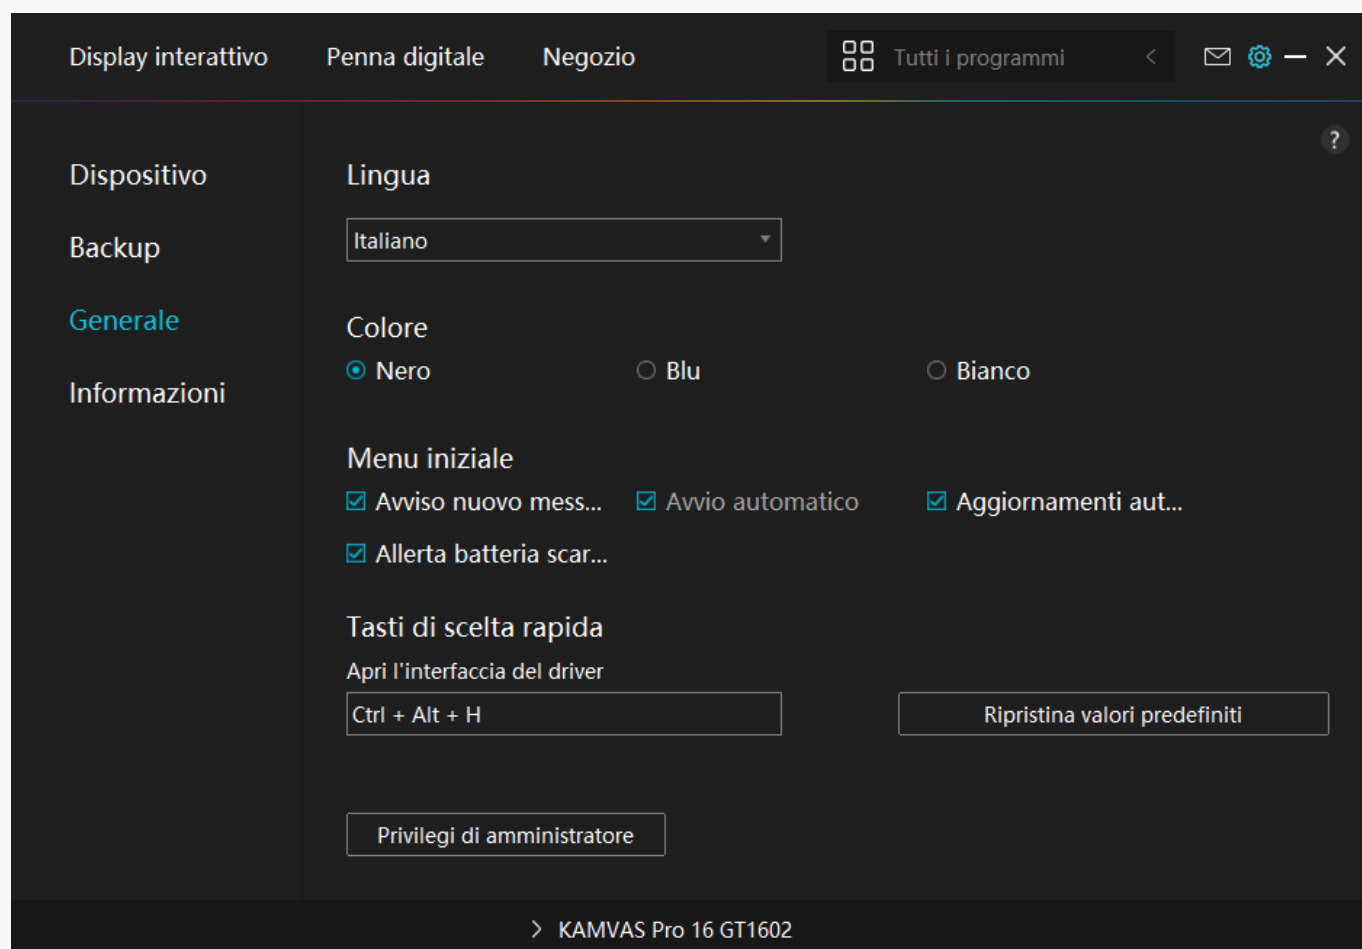 Display interattivo Penna digitale Negozio Tutti i programmi
?
Dispositivo
Backup
Generale
Informazioni
Lingua
Italiano
Colore
Nero Blu Bianco
Menu iniziale
Avviso nuovo mess... Avvio automatico Aggiornamenti aut...
Allerta batteria scar...
Tasti di scelta rapida
Apri l'interfaccia del driver
Ctrl + Alt + H Ripristina valori predefiniti
Privilegi di amministratore
KAMVAS Pro 16 GT1602